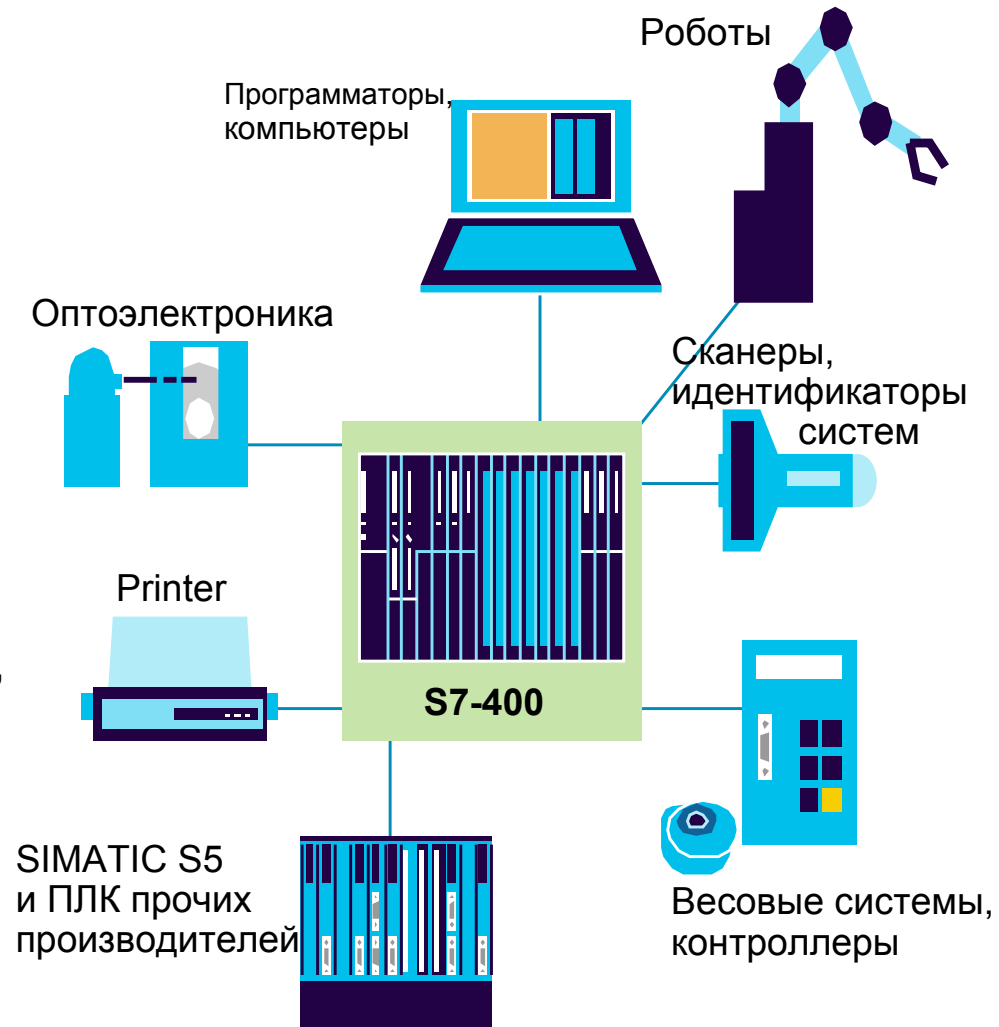 Роботы
Программаторы,
компьютеры
Оптоэлектроника
Сканеры,
идентификаторы
систем
Printer
,
S7-400
SIMATIC S5
и ПЛК прочих
производителей
Весовые системы,
контроллеры